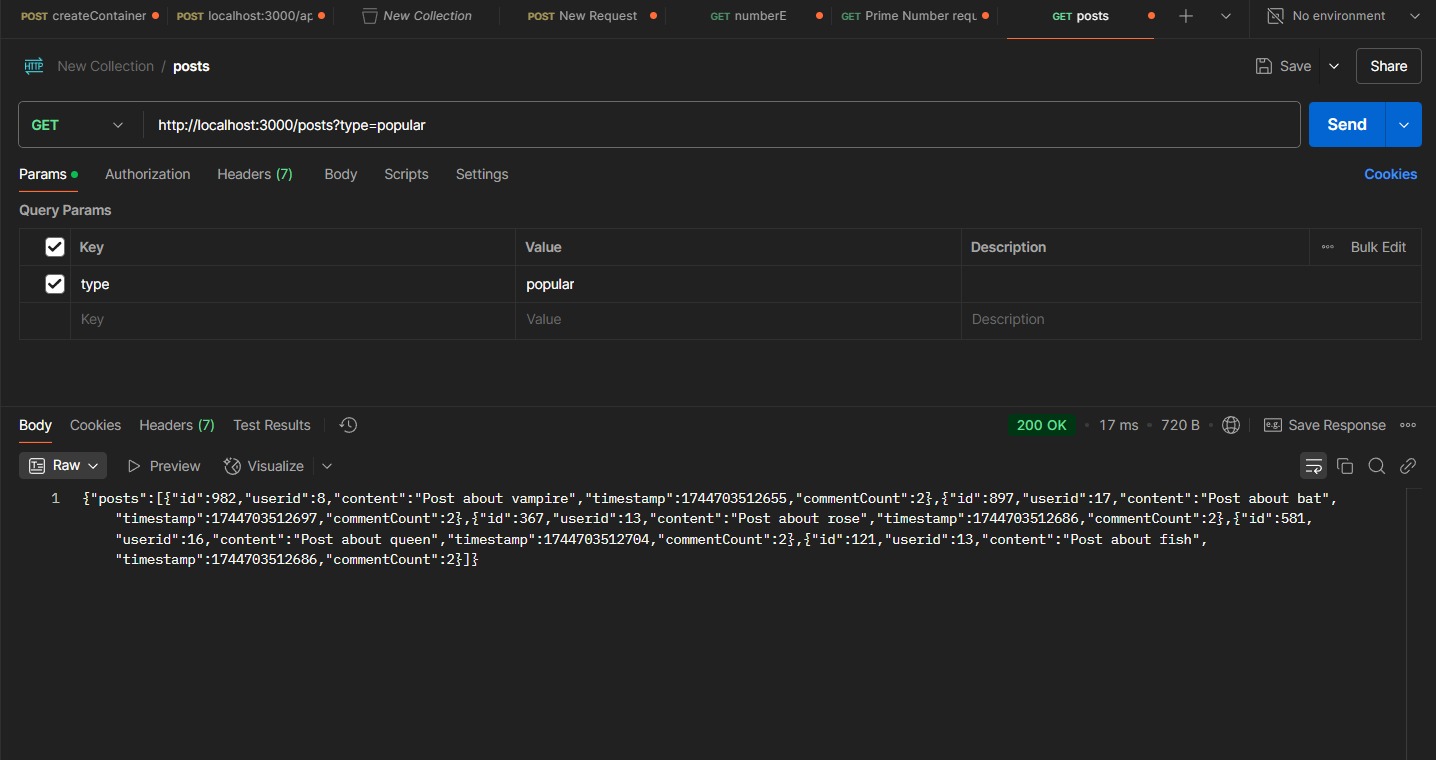 POST createContainer POST localhost:3000/ap New Collection POST New Request GET numberE GET Prime Number requ GET posts No environment
HTTP New Collection / posts Save Share
GET http://localhost:3000/posts?type=popular Send
Params Authorization Headers (7) Body Scripts Settings Cookies
Query Params
Key Value Description Bulk Edit
type popular
Key Value Description
Body Cookies Headers (7) Test Results 200 OK 17 ms 720 B e.g. Save Response
Raw Preview Visualize
1 {"posts":[{"id":982,"userid":8,"content":"Post about vampire","timestamp":1744703512655,"commentCount":2},{"id":897,"userid":17,"content":"Post about bat",
"timestamp":1744703512697,"commentCount":2},{"id":367,"userid":13,"content":"Post about rose","timestamp":1744703512686,"commentCount":2},{"id":581,
"userid":16,"content":"Post about queen","timestamp":1744703512704,"commentCount":2},{"id":121,"userid":13,"content":"Post about fish",
"timestamp":1744703512686,"commentCount":2}]}